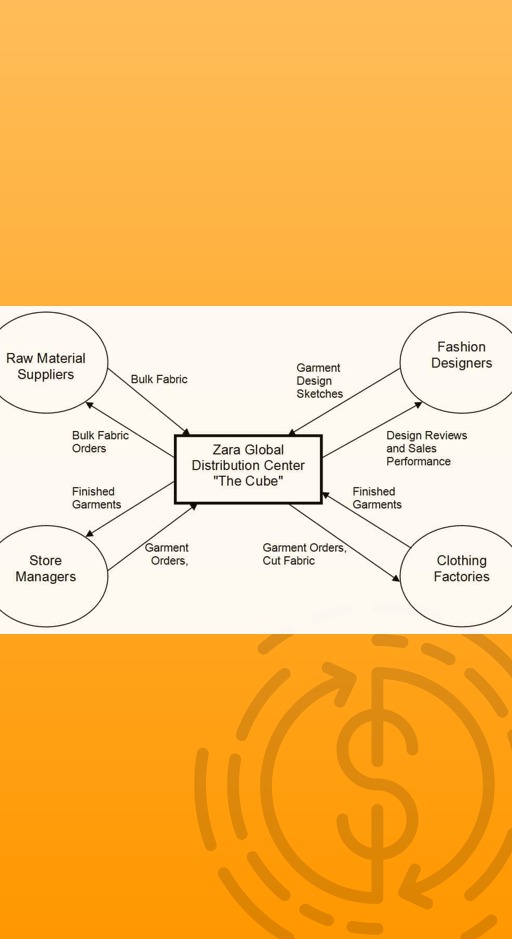 Raw Material
Suppliers
Bulk Fabric
Garment
Design
Sketches
Fashion
Designers
Bulk Fabric
Orders
Zara Global
Distribution Center
"The Cube"
Design Reviews
and Sales
Performance
Finished
Garments
Finished
Garments
Store
Managers
Garment
Orders,
Garment Orders,
Cut Fabric
Clothing
Factories